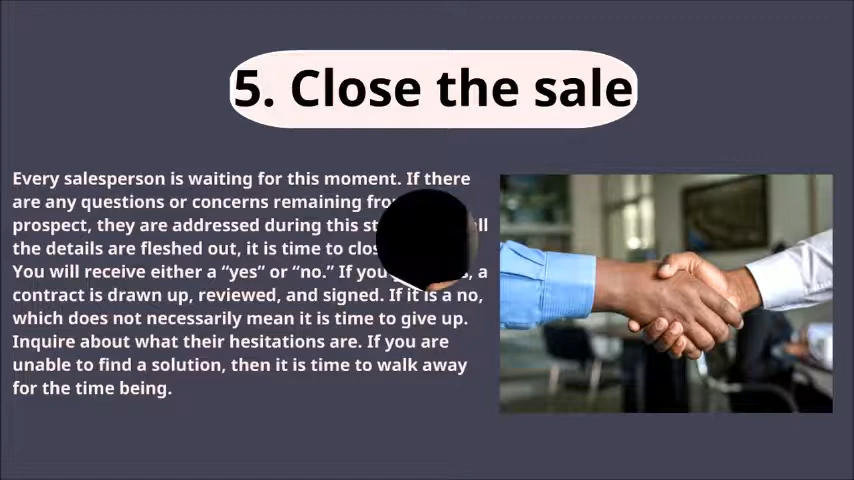 5. Close the sale
Every salesperson is waiting for this moment. If there
are any questions or concerns remaining
prospect, they are addressed during this
the details are fleshed out, it is time to
You will receive either a “yes” or “no.” If you a
contract is drawn up, reviewed, and signed. If it is a no,
which does not necessarily mean it is time to give up.
Inquire about what their hesitations are. If you are
unable to find a solution, then it is time to walk away
for the time being.